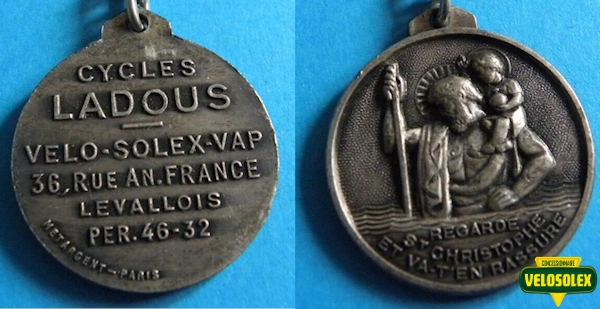 CYCLES
LADOUS
VELO-SOLEX-VAP
36, RUE AN. FRANCE
LEVALLOIS
PER. 46-32
METARGENT-PARIS
REGARDE
ST CHRISTOPHE
ET VA-T'EN RASSURÉ
CONCESSIONNAIRE
VELOSOLEX